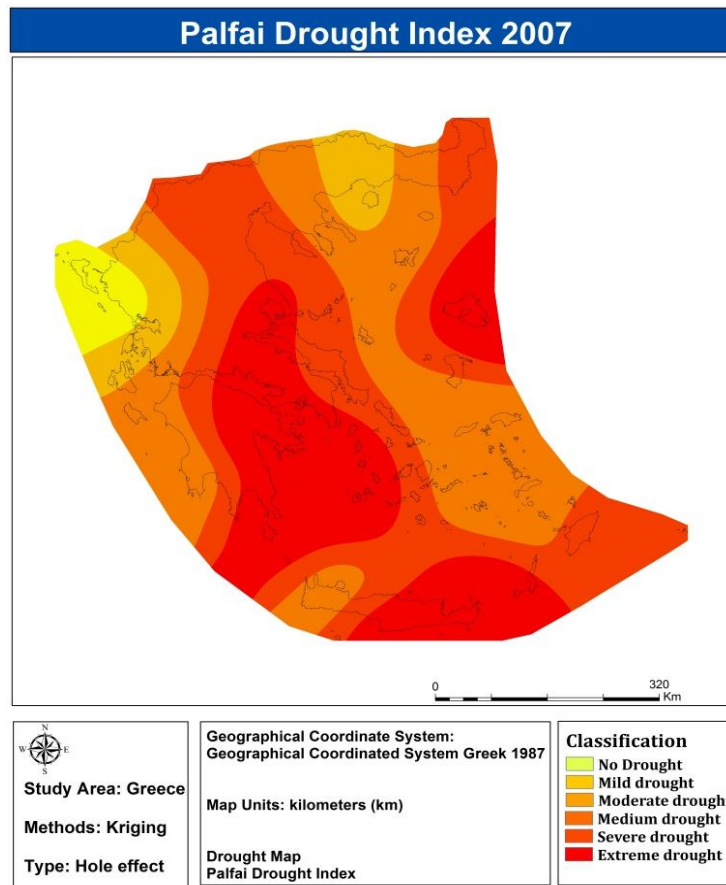 Palfai Drought Index 2007
0
320
Km
N
W
E
S
Study Area: Greece
Methods: Kriging
Type: Hole effect
Geographical Coordinate System:
Geographical Coordinated System Greek 1987
Map Units: kilometers (km)
Drought Map
Palfai Drought Index
Classification
No Drought
Mild drought
Moderate drought
Medium drought
Severe drought
Extreme drought